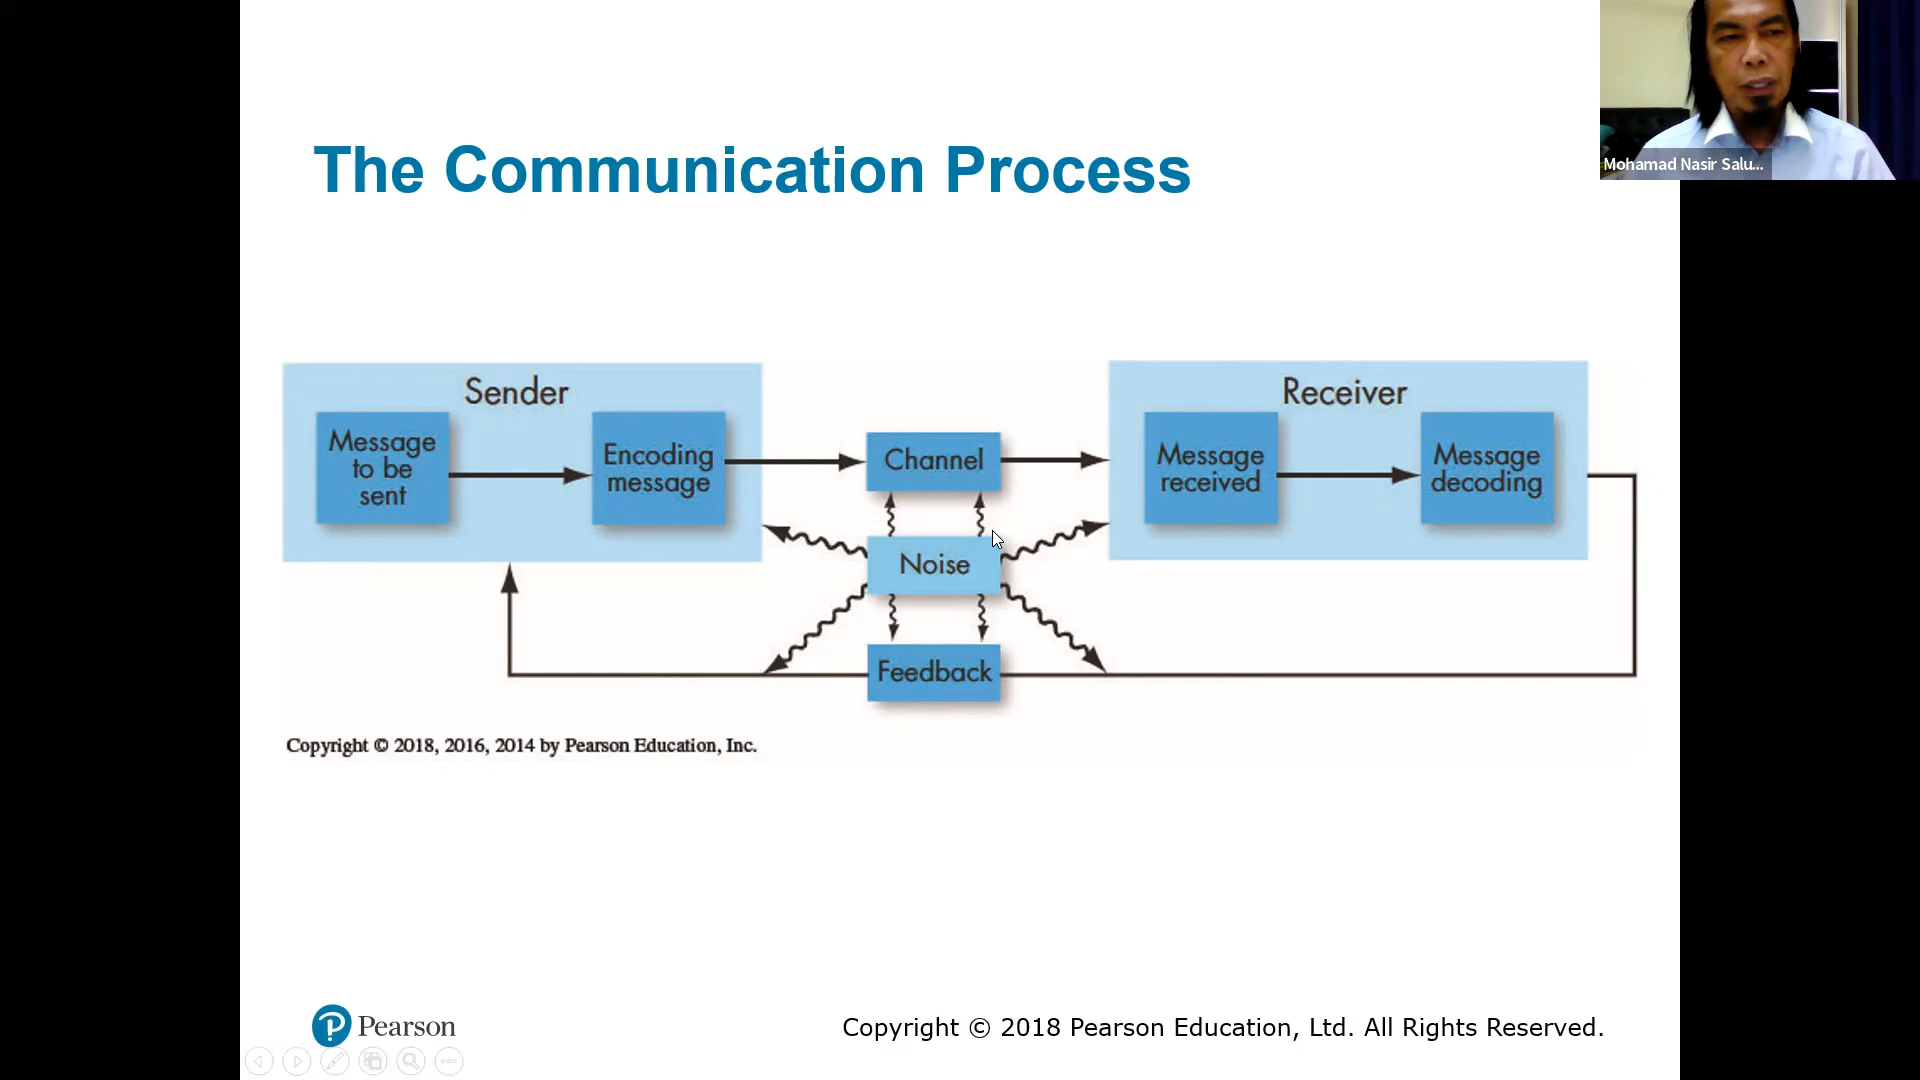 Mohamad Nasir Salu...
The Communication Process
Sender
Message
to be
sent
Encoding
message
Channel
Receiver
Message
received
Message
decoding
Noise
Feedback
Copyright © 2018, 2016, 2014 by Pearson Education, Inc.
Pearson
Copyright © 2018 Pearson Education, Ltd. All Rights Reserved.